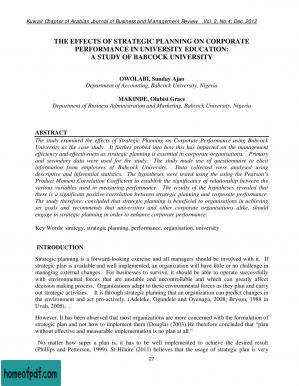 Kuwait Chapter of Arabian Journal of Business and Management Review Vol. 2, No.4; Dec. 2012
THE EFFECTS OF STRATEGIC PLANNING ON CORPORATE
PERFORMANCE IN UNIVERSITY EDUCATION:
A STUDY OF BABCOCK UNIVERSITY
OWOLABI, Sunday Ajao
Department of Accounting, Babcock University, Nigeria
MAKINDE, Olubisi Grace
Department of Business Administration and Marketing, Babcock University, Nigeria
ABSTRACT
The study examined the effects of Strategic Planning on Corporate Performance using Babcock
University as the case study. It further probed into how this has impacted on the management
efficiency and effectiveness as strategic planning is essential in corporate organisations. Primary
and secondary data were used for the study. The study made use of questionnaire to elicit
information from employees of Babcock University. Data collected were analysed using
descriptive and inferential statistics. The hypotheses were tested using the using the Pearson's
Product Moment Correlation Coefficient to establish the significance of relationship between the
various variables used in measuring performance. The results of the hypotheses revealed that
there is a significant positive correlation between strategic planning and corporate performance.
The study therefore, concluded that strategic planning is beneficial to organisations in achieving
set goals and recommends that universities and other corporate organisations alike, should
engage in strategic planning in order to enhance corporate performance.
Key Words: strategy, strategic planning, performance, organisation, university
INTRODUCTION
Strategic planning is a forward-looking exercise and all managers should be involved with it. If
strategic plan is available and well implemented, an organization will have little or no challenge in
managing external changes. For businesses to survive, it should be able to operate successfully
with environmental forces that are unstable and uncontrollable and which can greatly affect
decision making process. Organizations adapt to these environmental forces as they plan and carry
out strategic activities. It is through strategic planning that an organization can predict changes in
the environment and act pro-actively. (Adeleke, Ogundele and Oyenuga, 2008; Bryson, 1988 in
Uvah, 2005). .
However, It has been observed that most organizations are more concerned with the formulation of
strategic plan and not how to implement them (Douglas (2003).He therefore concluded that "plan
without effective and measurable implementation is no plan at all."
No matter how super a plan is, it has to be well implemented to achieve the desired result
(Phillips and Petterson, 1999). St-Hilaire (2011) believes that the usage of strategic plan is very
27
homeofpdf.com